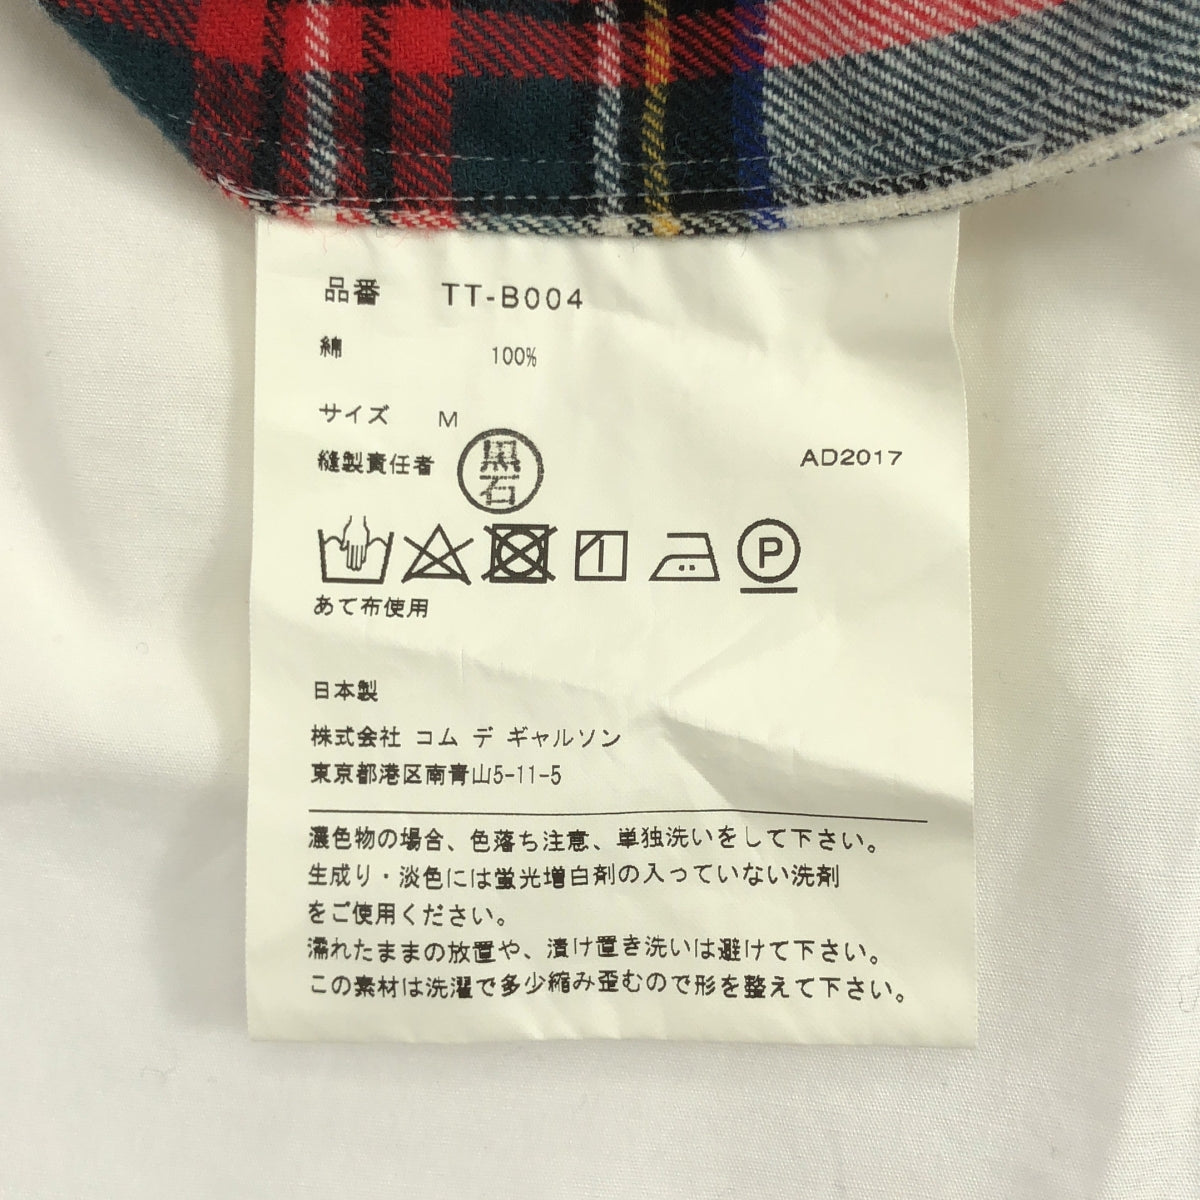 品番 TT-B004
綿 100%
サイズ M
縫製責任者 黒石 AD2017
P
あて布使用
日本製
株式会社 コム デ ギャルソン
東京都港区南青山5-11-5
濃色物の場合、色落ち注意、単独洗いをして下さい。
生成り・淡色には蛍光増白剤の入っていない洗剤
をご使用ください。
濡れたままの放置や、漬け置き洗いは避けて下さい。
この素材は洗濯で多少縮み歪むので形を整えて下さい。